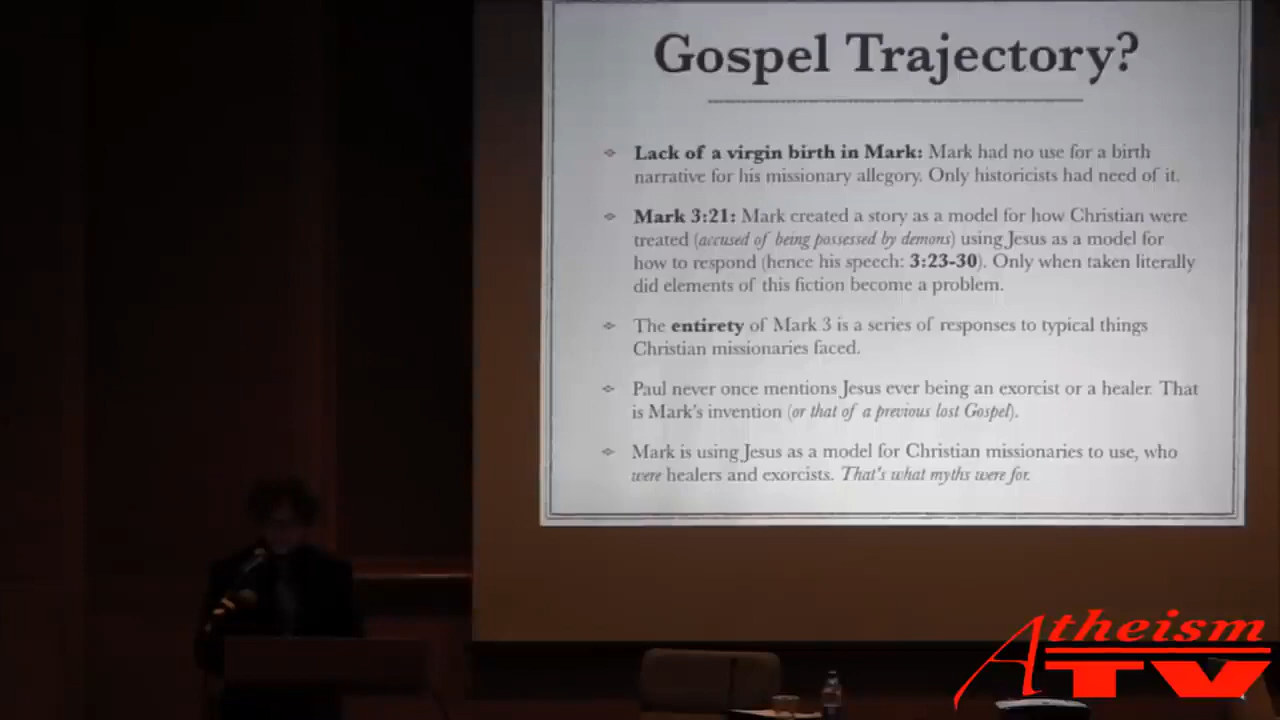 Gospel Trajectory?
Lack of a virgin birth in Mark: Mark had no use for a birth
narrative for his missionary allegory. Only historicists had need of it.
Mark 3:21: Mark created a story as a model for how Christian were
treated (accused of being possessed by demons) using Jesus as a model for
how to respond (hence his speech: 3:23-30). Only when taken literally
did elements of this fiction become a problem.
The entirety of Mark 3 is a series of responses to typical things
Christian missionaries faced.
Paul never once mentions Jesus ever being an exorcist or a healer. That
is Mark's invention (or that of a previous lost Gospel).
Mark is using Jesus as a model for Christian missionaries to use, who
were healers and exorcists. That's what myths were for.
Atheism
TV